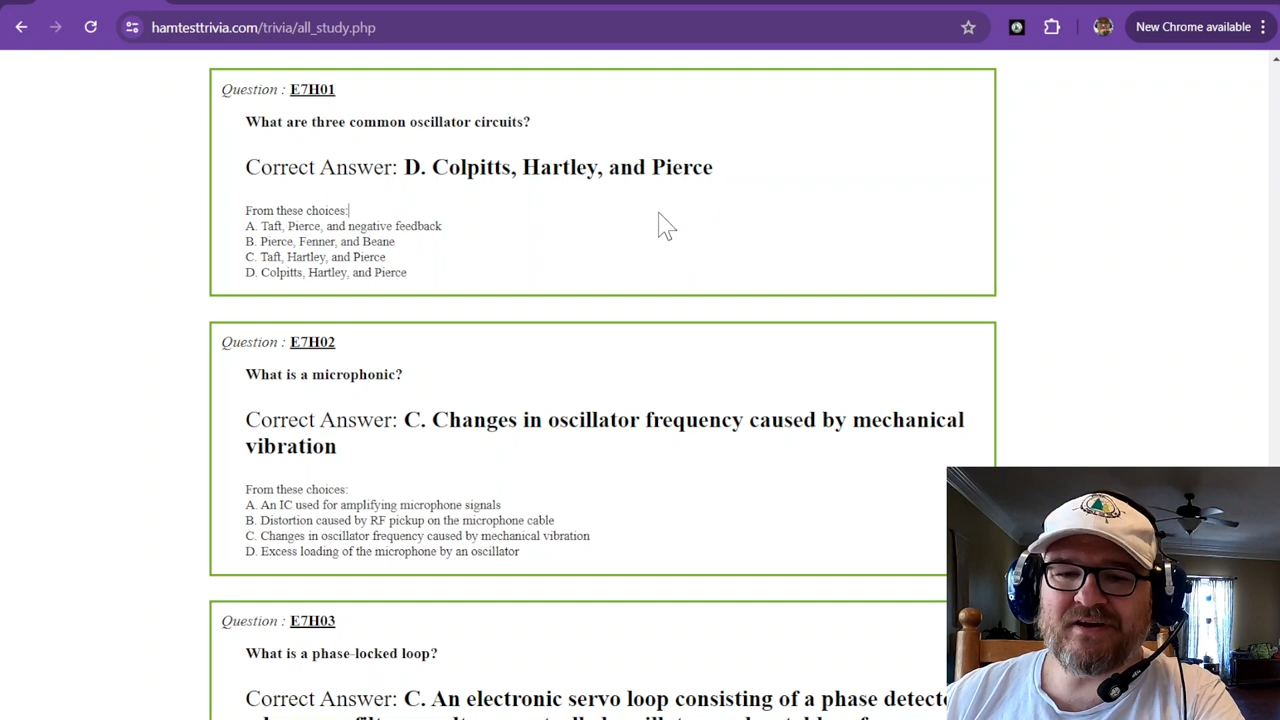 hamtesttrivia.com/trivia/all_study.php
New Chrome available
Question : E7H01
What are three common oscillator circuits?
Correct Answer: D. Colpitts, Hartley, and Pierce
From these choices:
A. Taft, Pierce, and negative feedback
B. Pierce, Fenner, and Beane
C. Taft, Hartley, and Pierce
D. Colpitts, Hartley, and Pierce
Question : E7H02
What is a microphonic?
Correct Answer: C. Changes in oscillator frequency caused by mechanical
vibration
From these choices:
A. An IC used for amplifying microphone signals
B. Distortion caused by RF pickup on the microphone cable
C. Changes in oscillator frequency caused by mechanical vibration
D. Excess loading of the microphone by an oscillator
Question : E7H03
What is a phase-locked loop?
Correct Answer: C. An electronic servo loop consisting of a phase